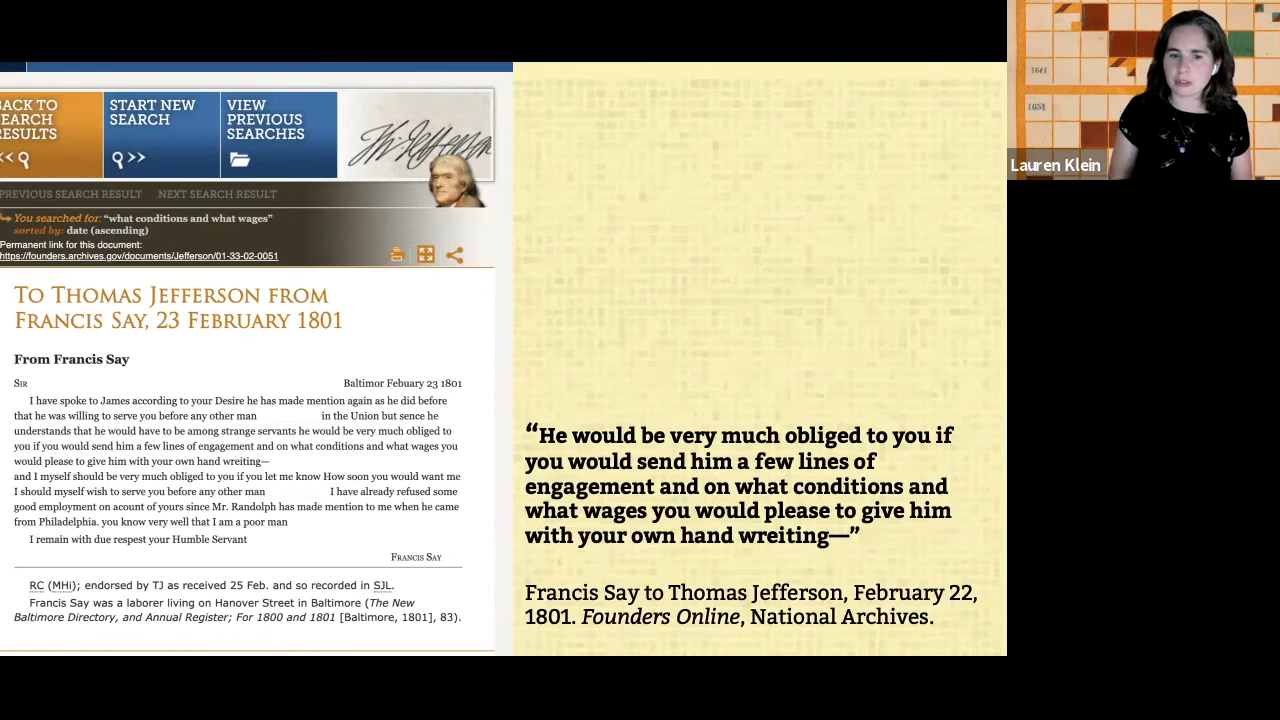 BACK TO
SEARCH
RESULTS
START NEW
SEARCH
VIEW
PREVIOUS
SEARCHES
Th: Jefferson
PREVIOUS SEARCH RESULT NEXT SEARCH RESULT
You searched for: “what conditions and what wages”
sorted by: date (ascending)
Permanent link for this document:
https://founders.archives.gov/documents/Jefferson/01-33-02-0051
To Thomas Jefferson from
Francis Say, 23 February 1801
From Francis Say
Sir Baltimor Febuary 23 1801
I have spoke to James according to your Desire he has made mention again as he did before
that he was willing to serve you before any other man in the Union but sence he
understands that he would have to be among strange servants he would be very much obliged to
you if you would send him a few lines of engagement and on what conditions and what wages you
would please to give him with your own hand wreiting—
and I myself should be very much obliged to you if you let me know How soon you would want me
I should myself wish to serve you before any other man I have already refused some
good employment on acount of yours since Mr. Randolph has made mention to me when he came
from Philadelphia. you know very well that I am a poor man
I remain with due respest your Humble Servant
Francis Say
RC (MHi); endorsed by TJ as received 25 Feb. and so recorded in SJL.
Francis Say was a laborer living on Hanover Street in Baltimore (The New
Baltimore Directory, and Annual Register; For 1800 and 1801 [Baltimore, 1801], 83).
“He would be very much obliged to you if
you would send him a few lines of
engagement and on what conditions and
what wages you would please to give him
with your own hand wreiting—”
Francis Say to Thomas Jefferson, February 22,
1801. Founders Online, National Archives.
1651
Lauren Klein